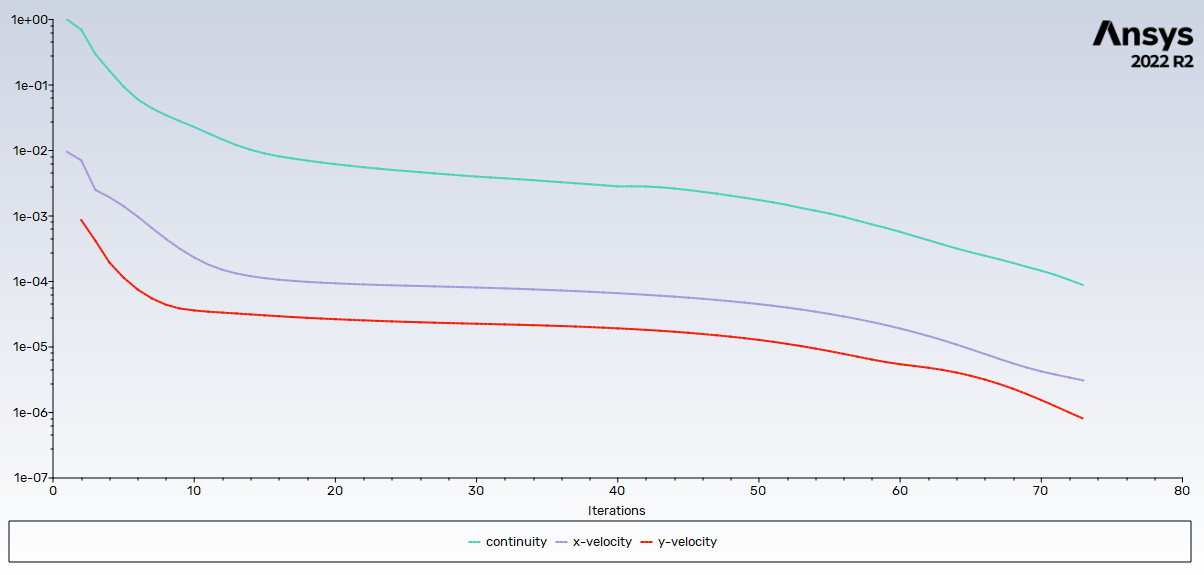 Ansys
2022 R2
1e+00
1e-01
1e-02
1e-03
1e-04
1e-05
1e-06
1e-07
0 10 20 30 40 50 60 70 80
Iterations
continuity x-velocity y-velocity